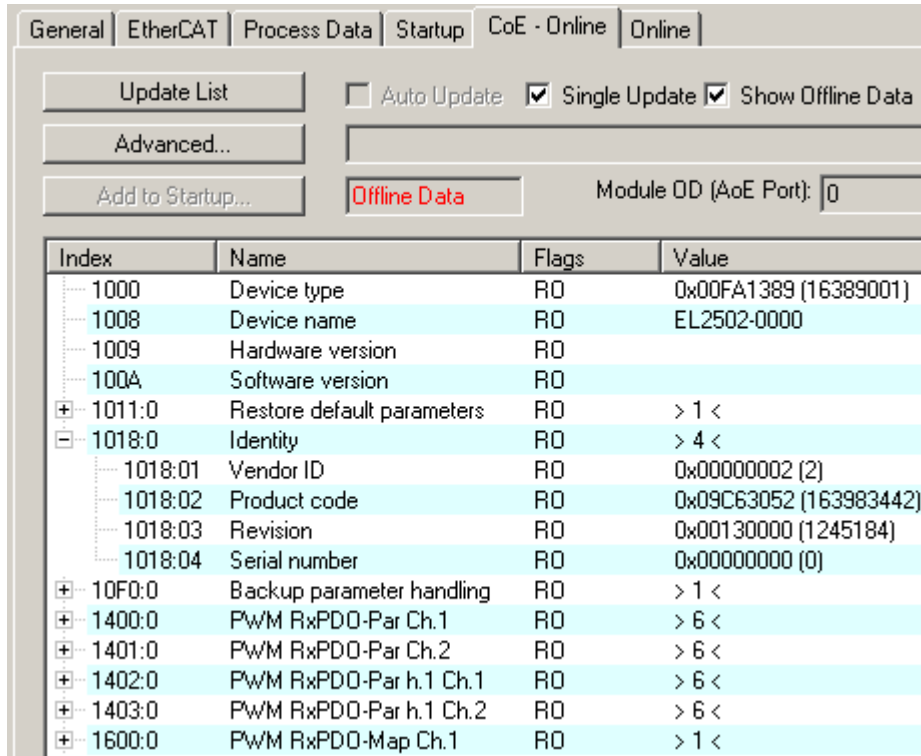 General EtherCAT Process Data Startup CoE - Online Online
Update List Auto Update Single Update Show Offline Data
Advanced...
Add to Startup... Offline Data Module OD (AoE Port): 0
Index Name Flags Value
1000 Device type RO 0x00FA1389 (16389001)
1008 Device name RO EL2502-0000
1009 Hardware version RO
100A Software version RO
1011:0 Restore default parameters RO > 1 <
1018:0 Identity RO > 4 <
1018:01 Vendor ID RO 0x00000002 (2)
1018:02 Product code RO 0x09C63052 (163983442)
1018:03 Revision RO 0x00130000 (1245184)
1018:04 Serial number RO 0x00000000 (0)
10F0:0 Backup parameter handling RO > 1 <
1400:0 PWM RxPDO-Par Ch.1 RO > 6 <
1401:0 PWM RxPDO-Par Ch.2 RO > 6 <
1402:0 PWM RxPDO-Par h.1 Ch.1 RO > 6 <
1403:0 PWM RxPDO-Par h.1 Ch.2 RO > 6 <
1600:0 PWM RxPDO-Map Ch.1 RO > 1 <